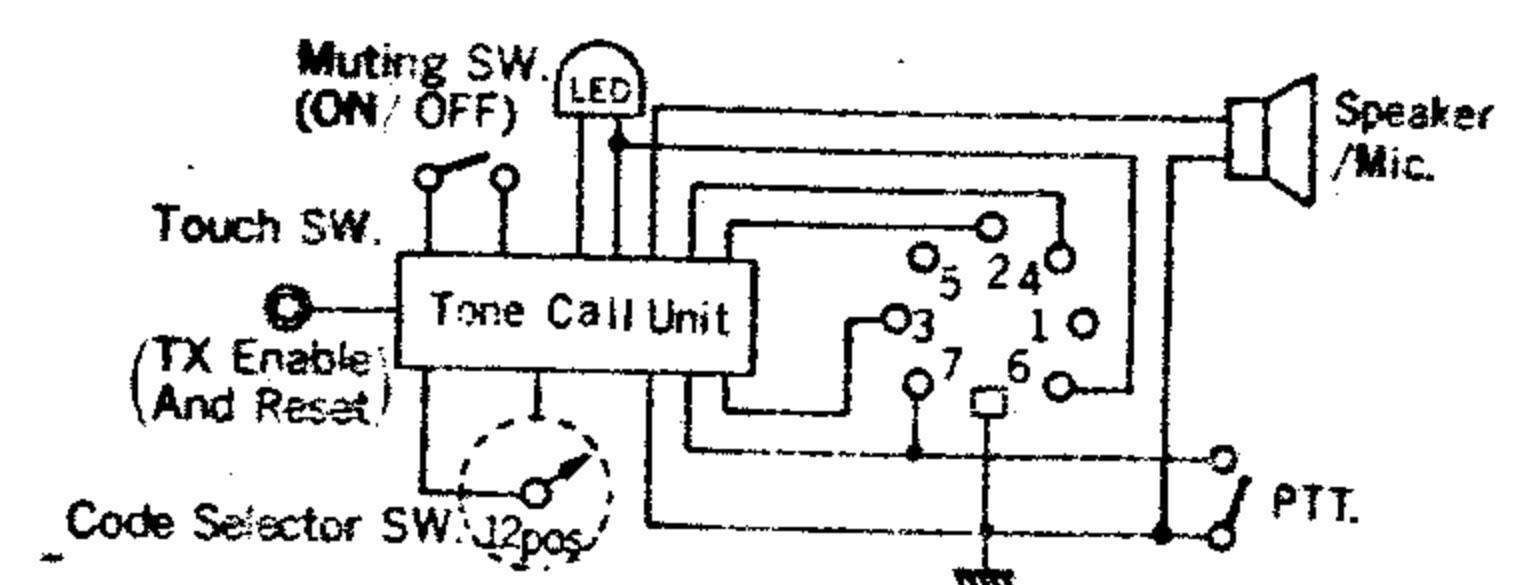 Muting SW.
(ON/ OFF)
LED
Speaker
/Mic.
Touch SW.
5 2 4
Tone Call Unit
3 1
(TX Enable
And Reset)
7 6
Code Selector SW.
12pos
PTT.